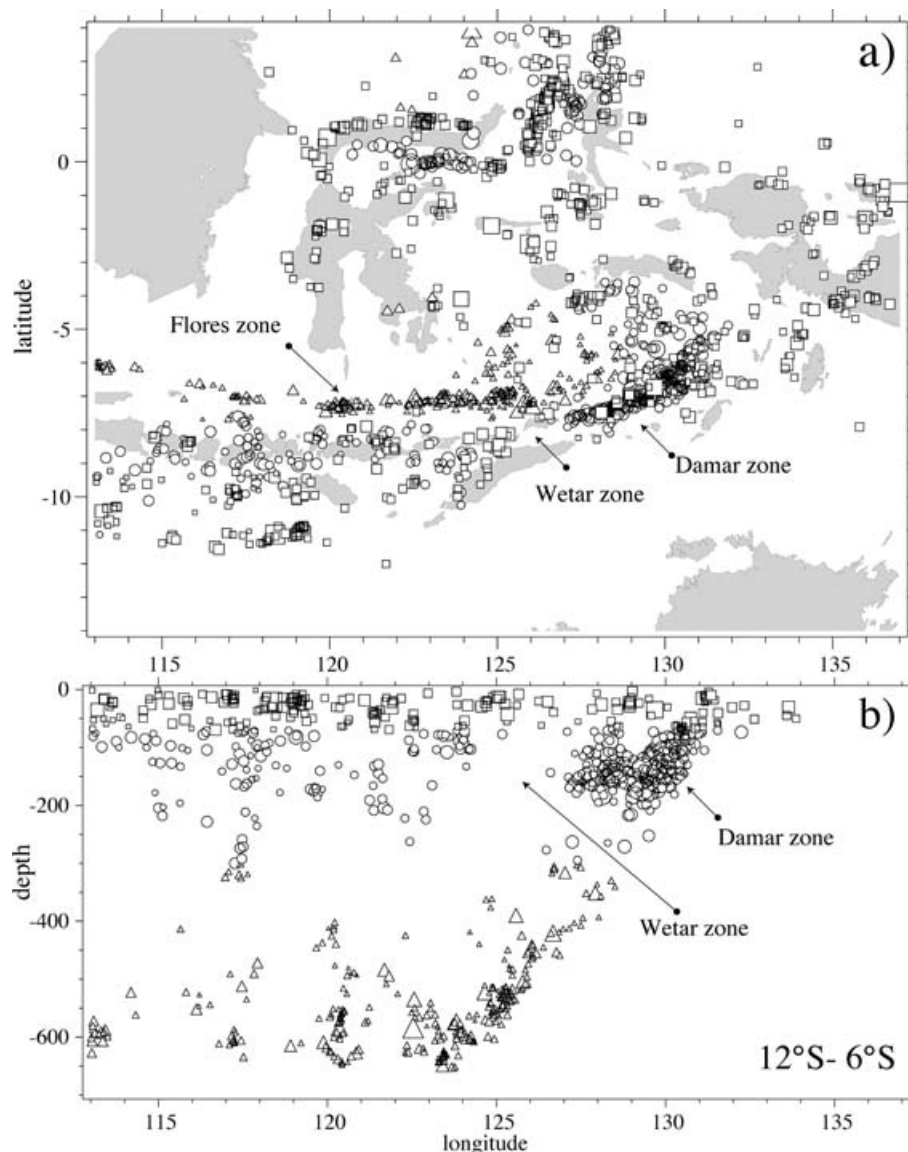 a)
0
Flores zone
-5
latitude
Damar zone
Wetar zone
-10
115 120 125 130 135
0
b)
-200
Damar zone
depth
-400
Wetar zone
-600
12°S- 6°S
115 120 125 130 135
longitude